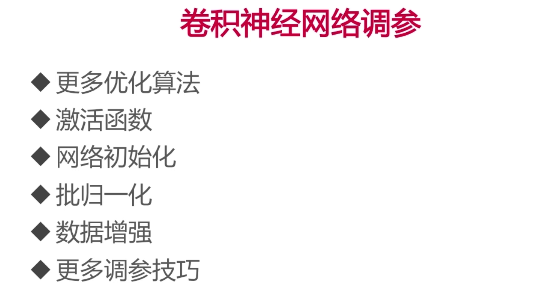 卷积神经网络调参
◆ 更多优化算法
◆ 激活函数
◆ 网络初始化
◆ 批归一化
◆ 数据增强
◆ 更多调参技巧